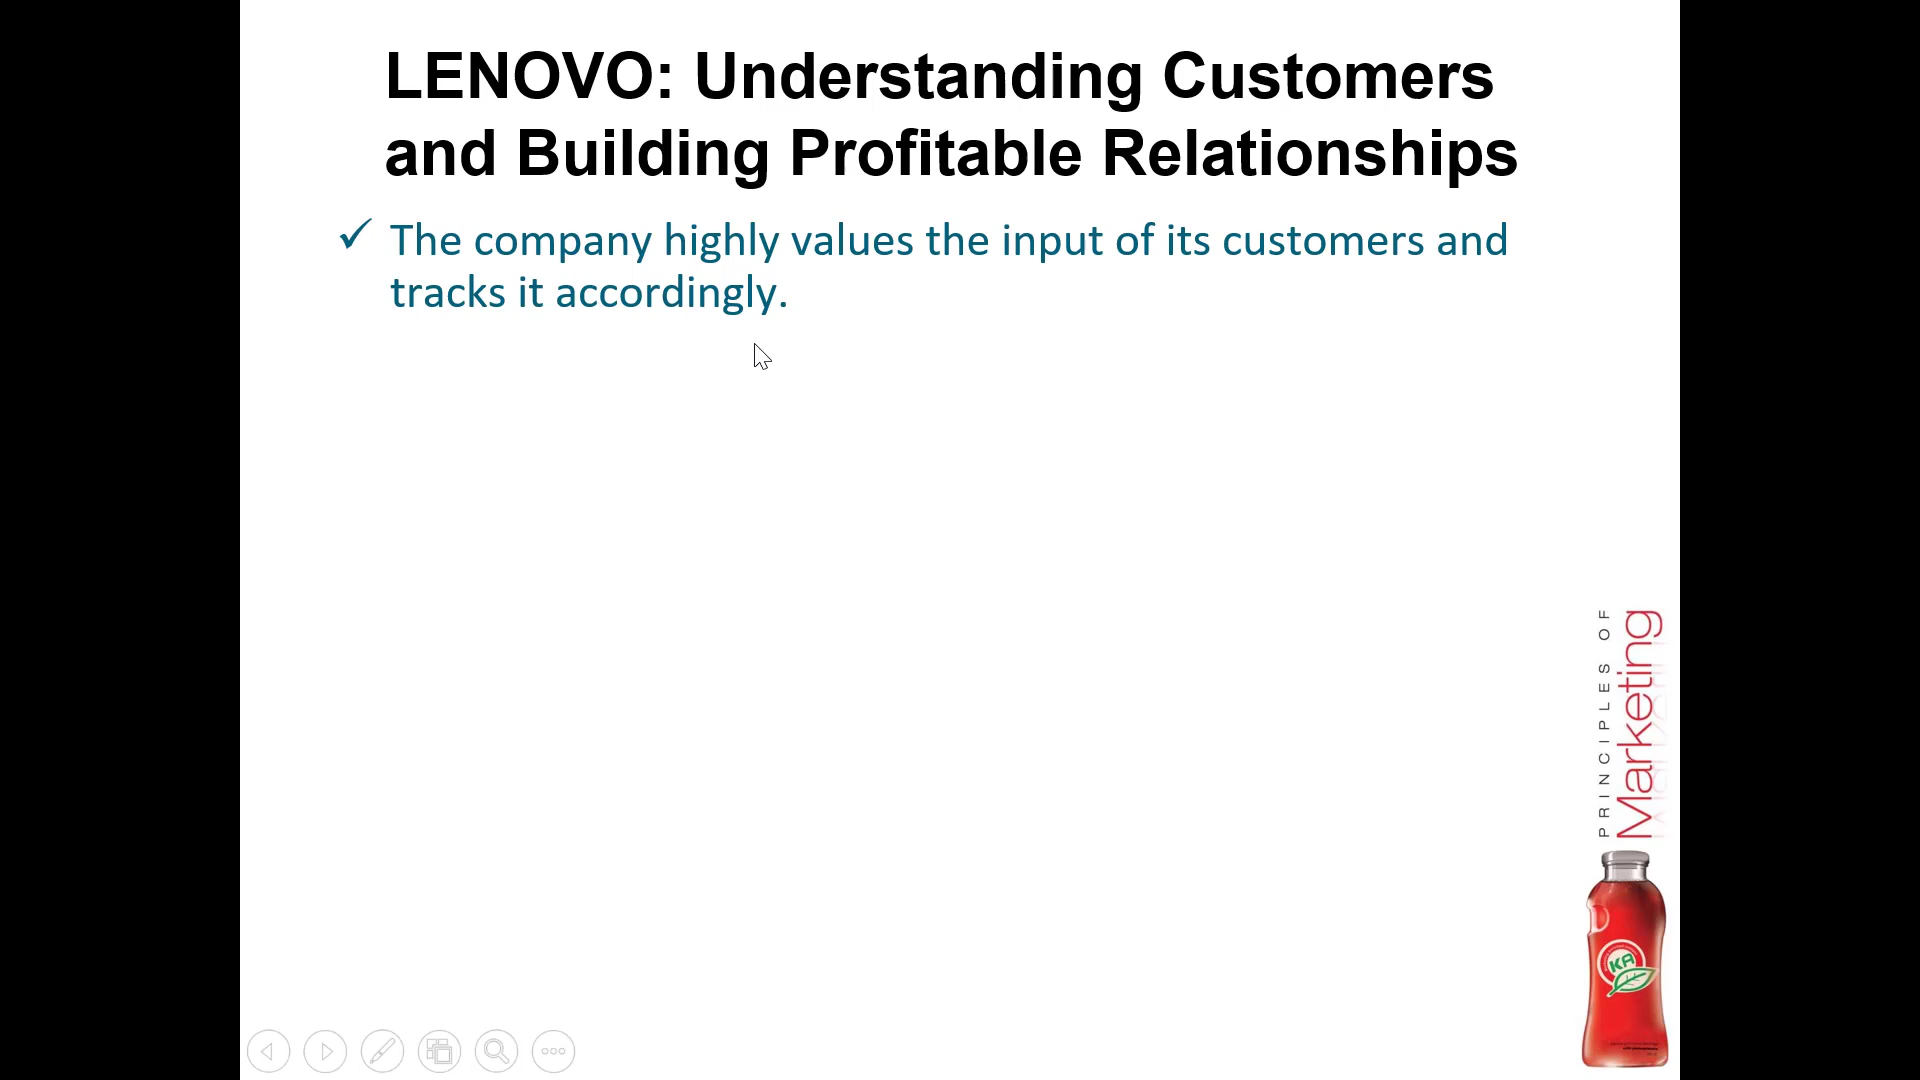 LENOVO: Understanding Customers
and Building Profitable Relationships
✓ The company highly values the input of its customers and
tracks it accordingly.
PRINCIPLES OF
Marketing
KA